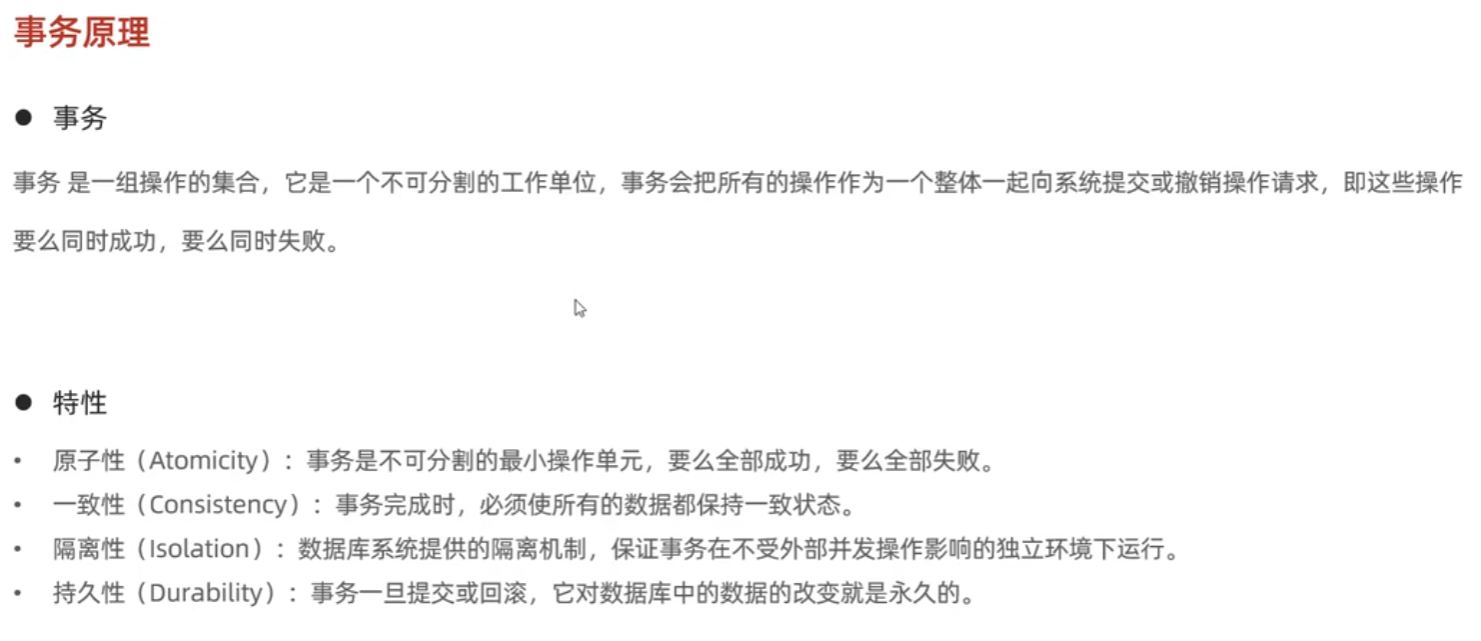 事务原理
● 事务
事务 是一组操作的集合，它是一个不可分割的工作单位，事务会把所有的操作作为一个整体一起向系统提交或撤销操作请求，即这些操作
要么同时成功，要么同时失败。
● 特性
• 原子性（Atomicity）：事务是不可分割的最小操作单元，要么全部成功，要么全部失败。
• 一致性（Consistency）：事务完成时，必须使所有的数据都保持一致状态。
• 隔离性（Isolation）：数据库系统提供的隔离机制，保证事务在不受外部并发操作影响的独立环境下运行。
• 持久性（Durability）：事务一旦提交或回滚，它对数据库中的数据的改变就是永久的。